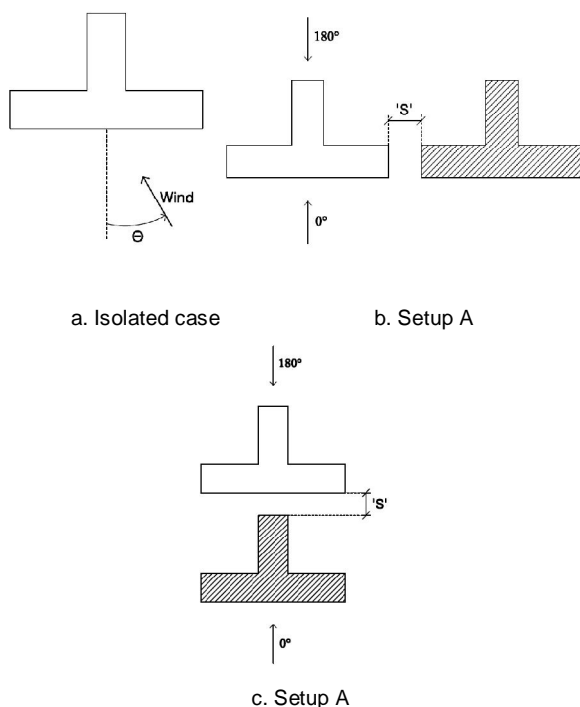 180°
'S'
Wind
Θ
0°
a. Isolated case
b. Setup A
180°
'S'
0°
c. Setup A